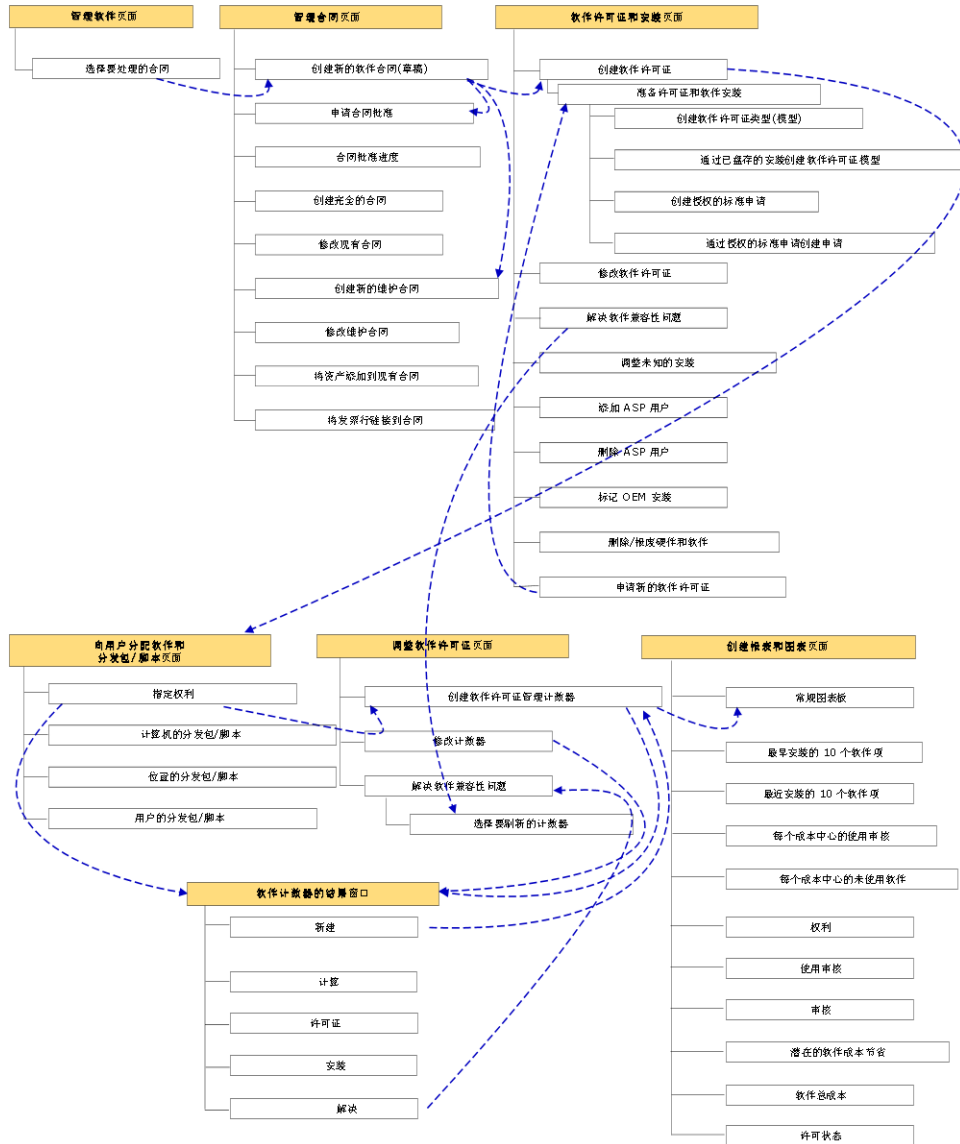 管理软件页面
选择要处理的合同
管理合同页面
创建新的软件合同(草稿)
申请合同批准
合同批准进度
创建完全的合同
修改现有合同
创建新的维护合同
修改维护合同
将资产添加到现有合同
将发票行链接到合同
软件许可证和安装页面
创建软件许可证
准备许可证和软件安装
创建软件许可证类型(模型)
通过已盘存的安装创建软件许可证模型
创建授权的标准申请
通过授权的标准申请创建申请
修改软件许可证
解决软件兼容性问题
调整未知的安装
添加 ASP 用户
删除 ASP 用户
标记 OEM 安装
删除/报废硬件和软件
申请新的软件许可证
向用户分配软件和
分发包/脚本页面
指定权利
计算机的分发包/脚本
位置的分发包/脚本
用户的分发包/脚本
调整软件许可证页面
创建软件许可证管理计数器
修改计数器
解决软件兼容性问题
选择要刷新的计数器
软件计数器的结果窗口
新建
计算
许可证
安装
解决
创建报表和图表页面
常规图表板
最早安装的 10 个软件项
最近安装的 10 个软件项
每个成本中心的使用审核
每个成本中心的未使用软件
权利
使用审核
审核
潜在的软件成本节省
软件总成本
许可状态